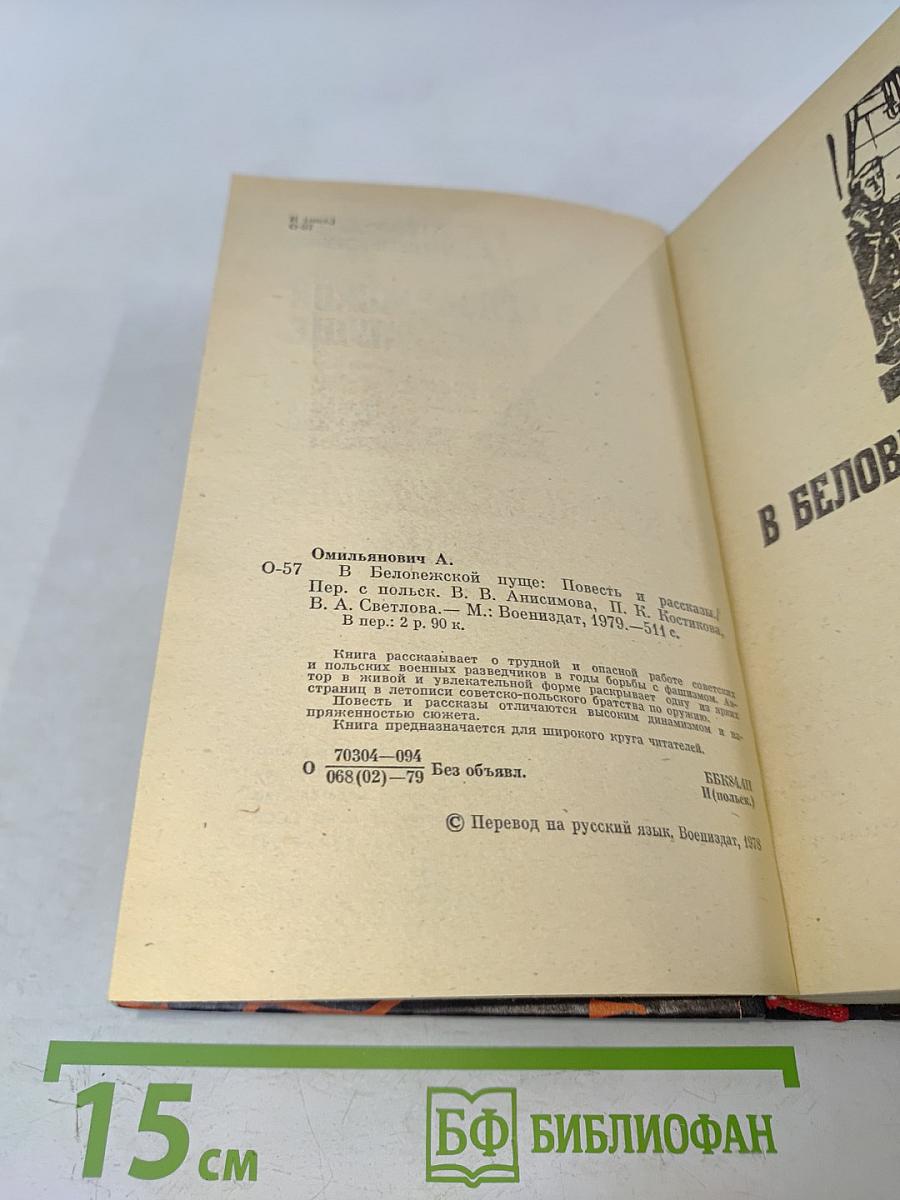 О-57
Омильянович А.
О-57
В Беловежской пуще: Повесть и рассказы./
Пер. с польск. В. В. Анисимова, П. К. Костикова,
В. А. Светлова.— М.: Воениздат, 1979.—511 с.
В пер.: 2 р. 90 к.
Книга рассказывает о трудной и опасной работе советских
и польских военных разведчиков в годы борьбы с фашизмом. Ав-
тор в живой и увлекательной форме раскрывает одну из ярких
страниц в летописи советско-польского братства по оружию.
Повесть и рассказы отличаются высоким динамизмом и на-
пряженностью сюжета.
Книга предназначается для широкого круга читателей.
О 70304—094
068(02)—79 Без объявл.
ББК84.4П
И(польск.)
© Перевод на русский язык, Воениздат, 1978
В БЕЛОВ
15 см
БФ БИБЛИОФАН